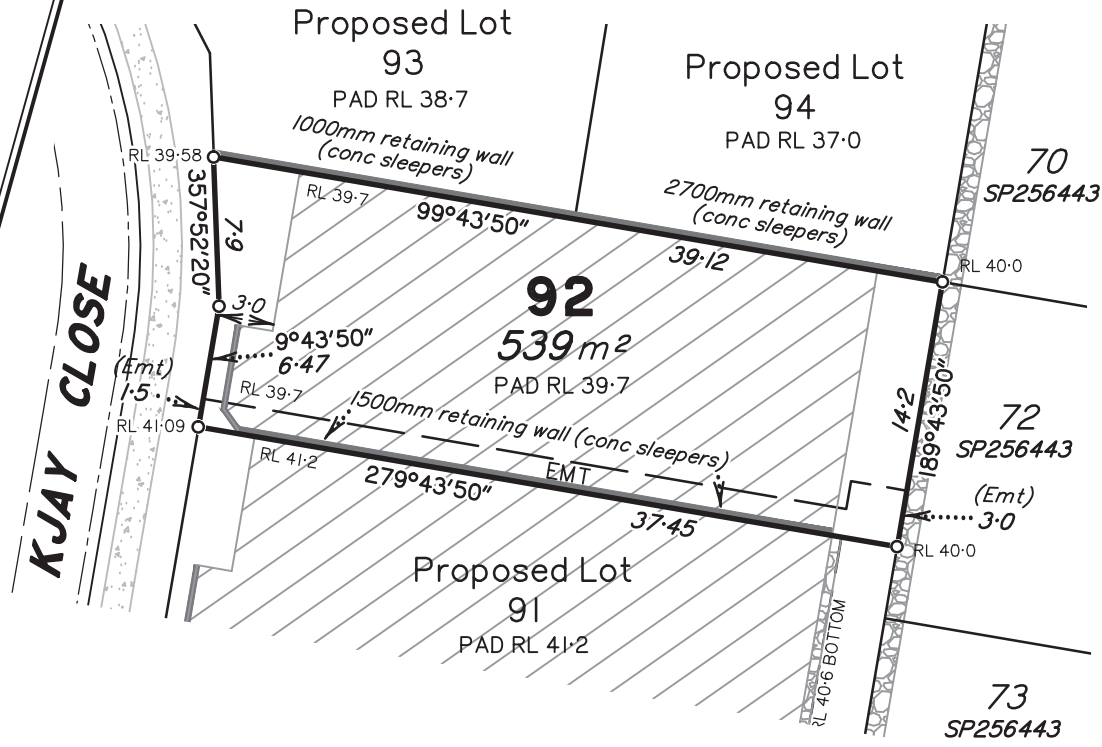 Proposed Lot
93
PAD RL 38·7
1000mm retaining wall
(conc sleepers)
Proposed Lot
94
PAD RL 37·0
2700mm retaining wall
(conc sleepers)
70
SP256443
RL 39·58
RL 39·7
99°43'50"
39·12
RL 40·0
357°52'20"
7·9
3·0
92
539 m²
PAD RL 39·7
9°43'50"
6·47
(Emt)
1·5
RL 39·7
RL 41·09
1500mm retaining wall (conc sleepers)
EMT
RL 41·2
279°43'50"
37·45
14·2
189°43'50"
72
SP256443
(Emt)
3·0
RL 40·0
KJAY CLOSE
Proposed Lot
91
PAD RL 41·2
RL 40·6 BOTTOM
73
SP256443